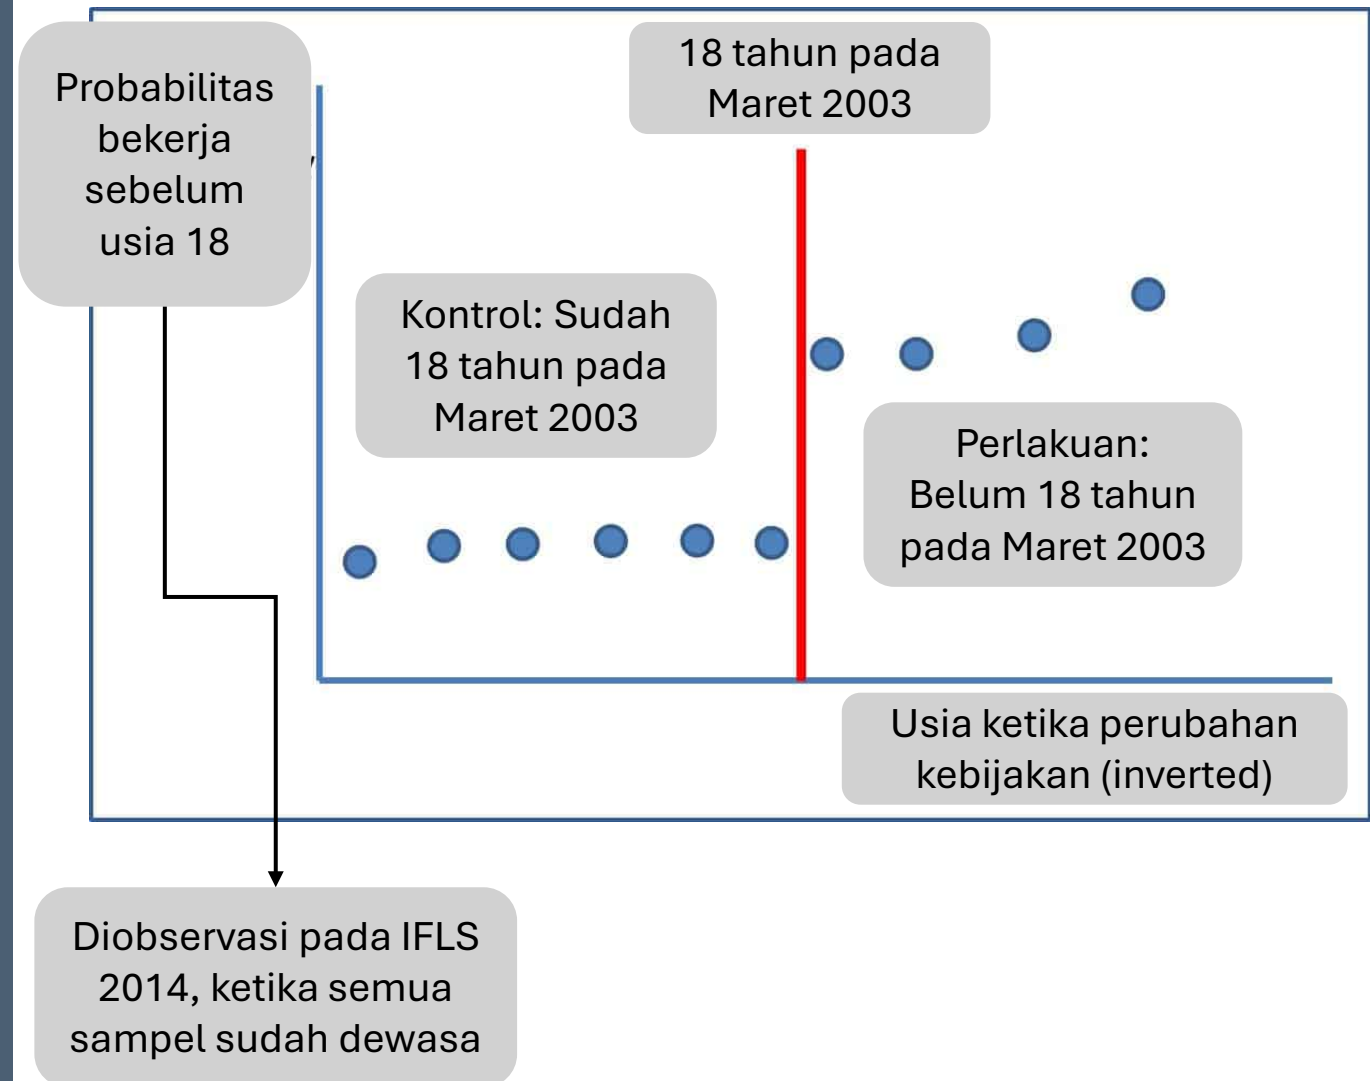 Probabilitas
bekerja
sebelum
usia 18
18 tahun pada
Maret 2003
Kontrol: Sudah
18 tahun pada
Maret 2003
Perlakuan:
Belum 18 tahun
pada Maret 2003
Usia ketika perubahan
kebijakan (inverted)
Diobservasi pada IFLS
2014, ketika semua
sampel sudah dewasa